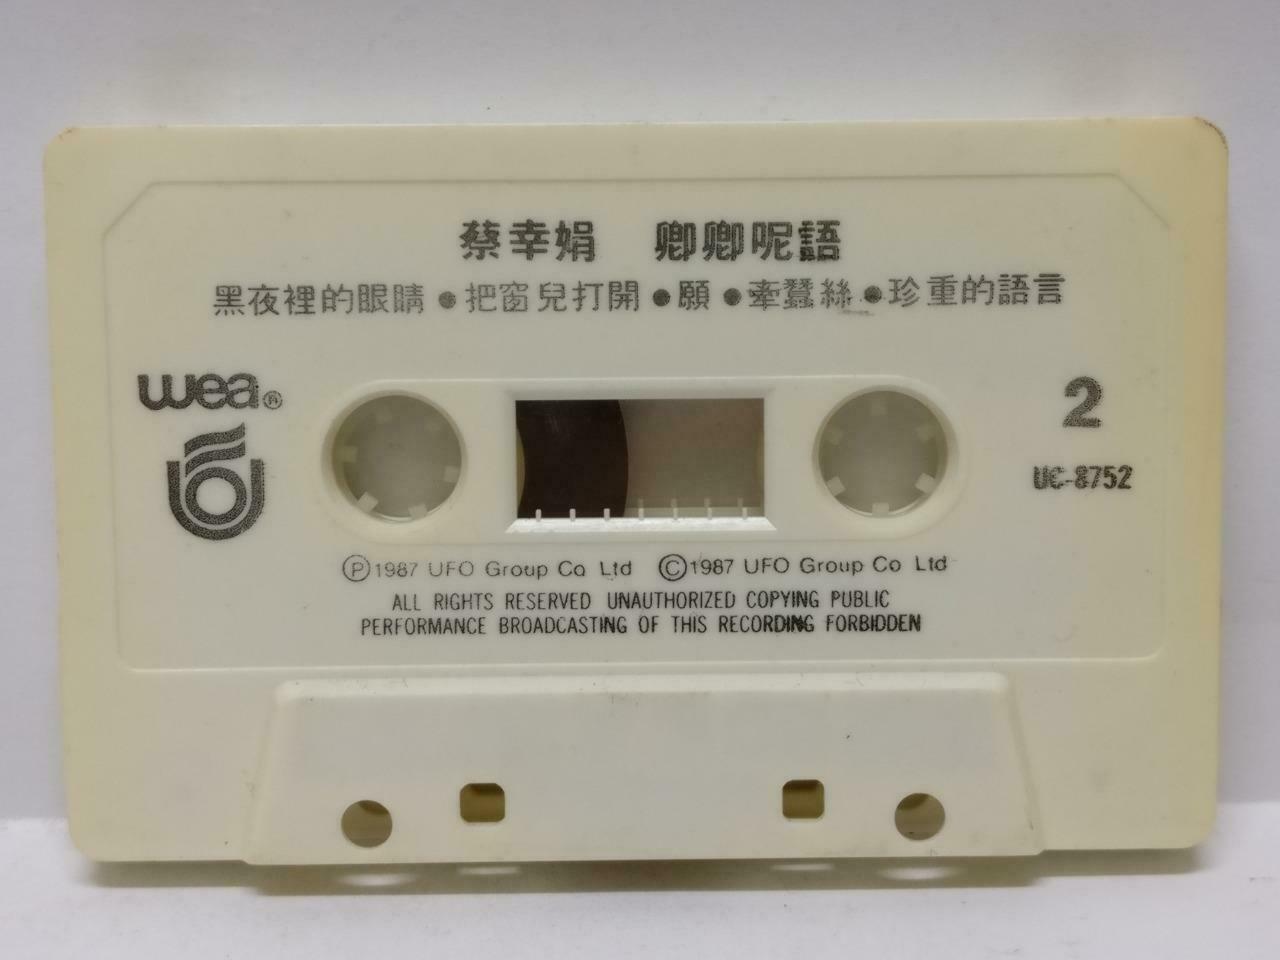 蔡幸娟 卿卿呢語
黑夜裡的眼睛●把窗兒打開●願●牽蠶絲●珍重的語言
wea®
2
UC-8752
Ⓟ1987 UFO Group Co Ltd ©1987 UFO Group Co Ltd
ALL RIGHTS RESERVED UNAUTHORIZED COPYING PUBLIC
PERFORMANCE BROADCASTING OF THIS RECORDING FORBIDDEN